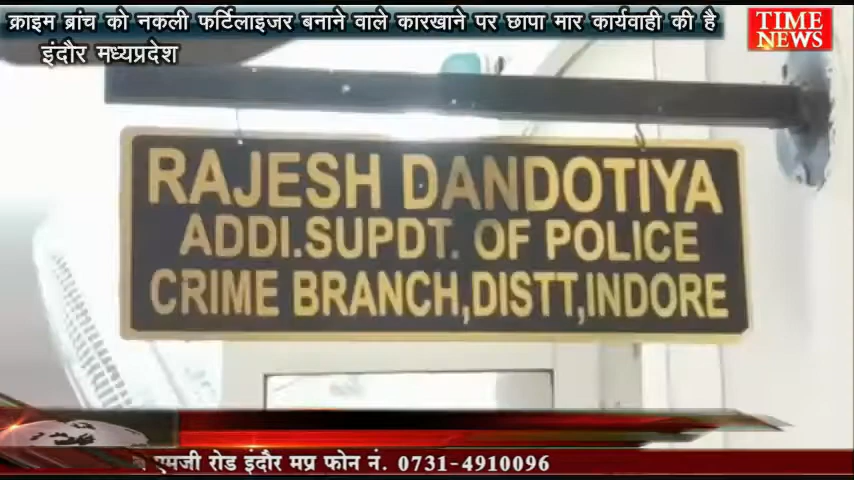 क्राइम ब्रांच को नकली फर्टिलाइजर बनाने वाले कारखाने पर छापा मार कार्यवाही की है
इंदौर मध्यप्रदेश
TIME
NEWS
RAJESH DANDOTIYA
ADDI.SUPDT. OF POLICE
CRIME BRANCH,DISTT,INDORE
एमजी रोड इंदौर मप्र फोन नं. 0731-4910096